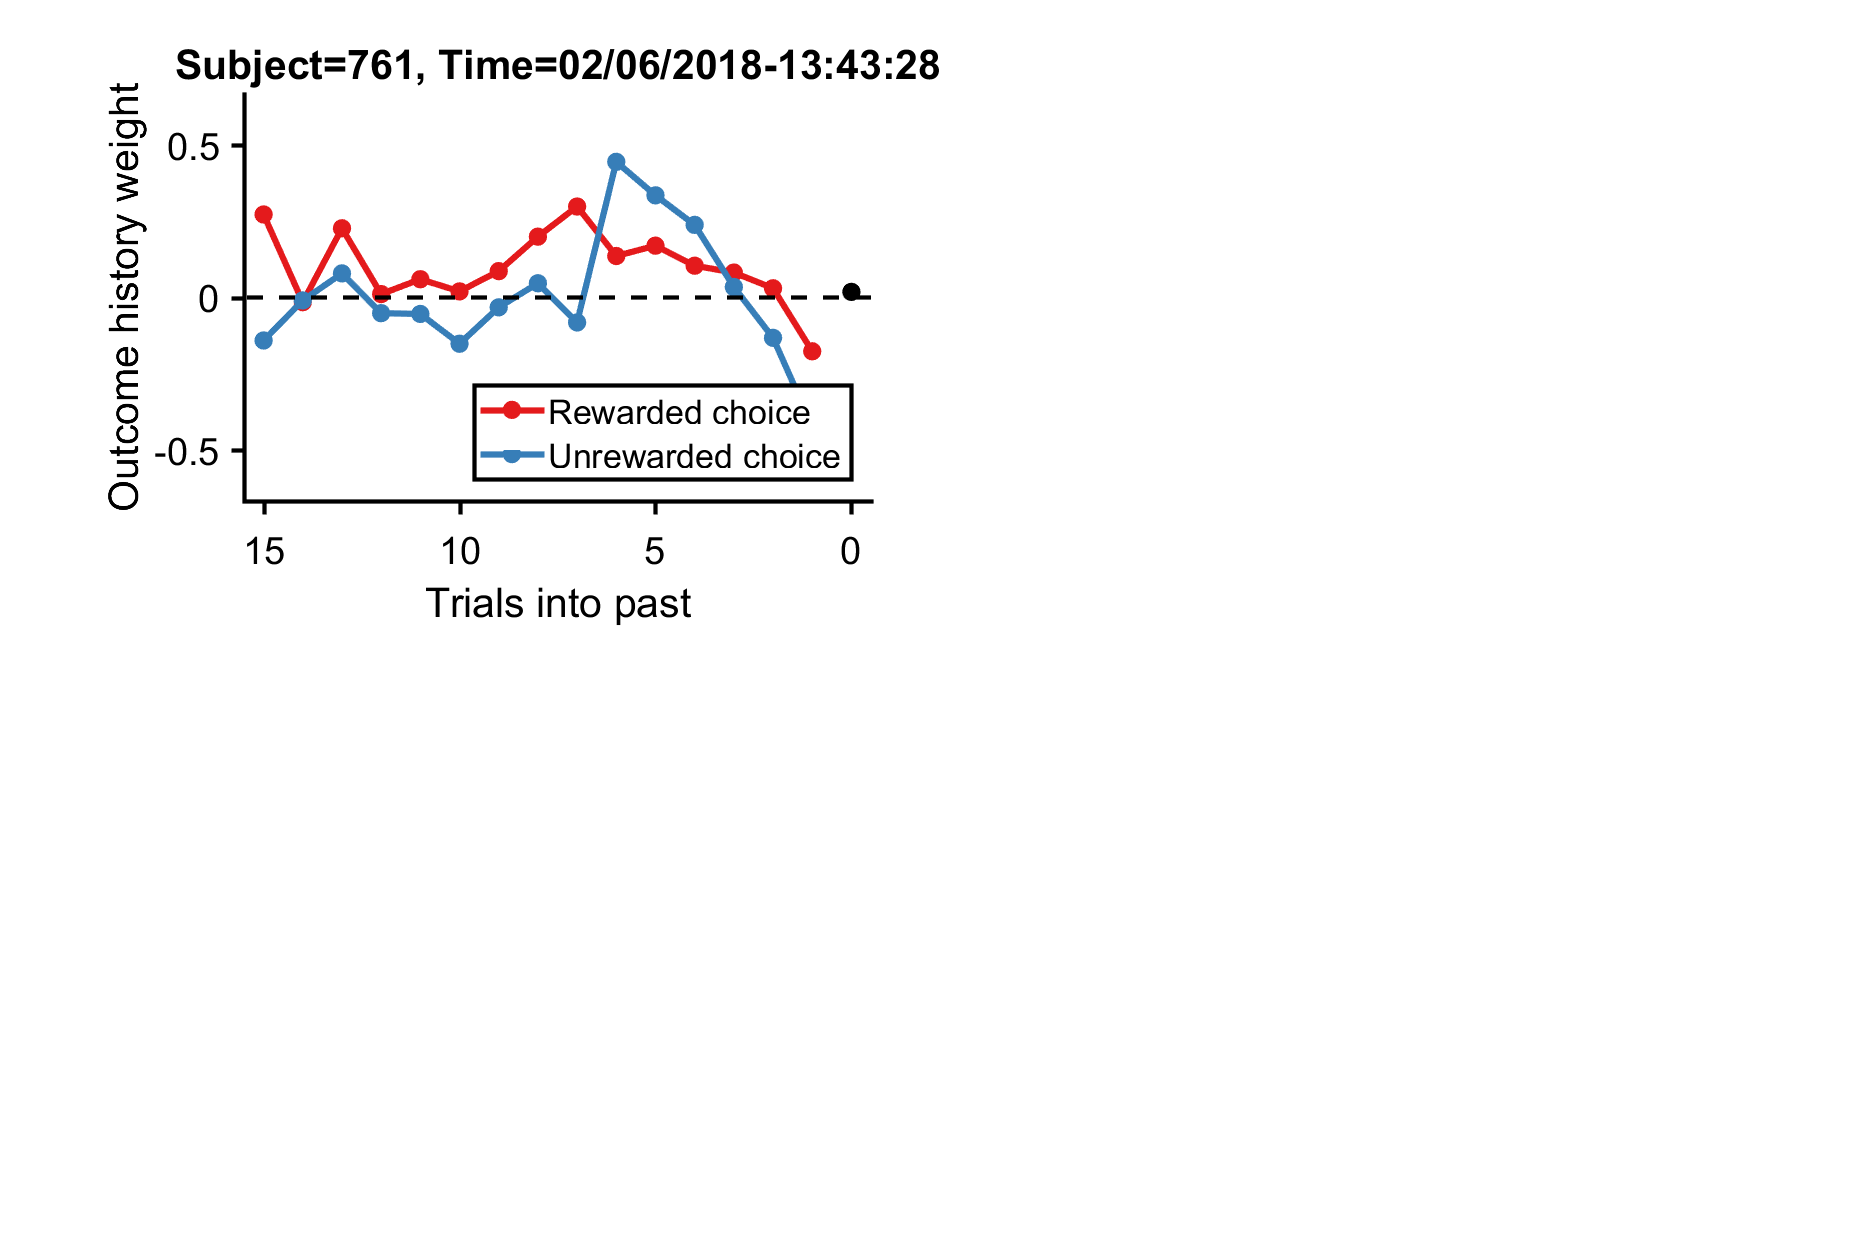 Subject=761, Time=02/06/2018-13:43:28
Outcome history weight
0.5
0
-0.5
Rewarded choice
Unrewarded choice
15 10 5 0
Trials into past